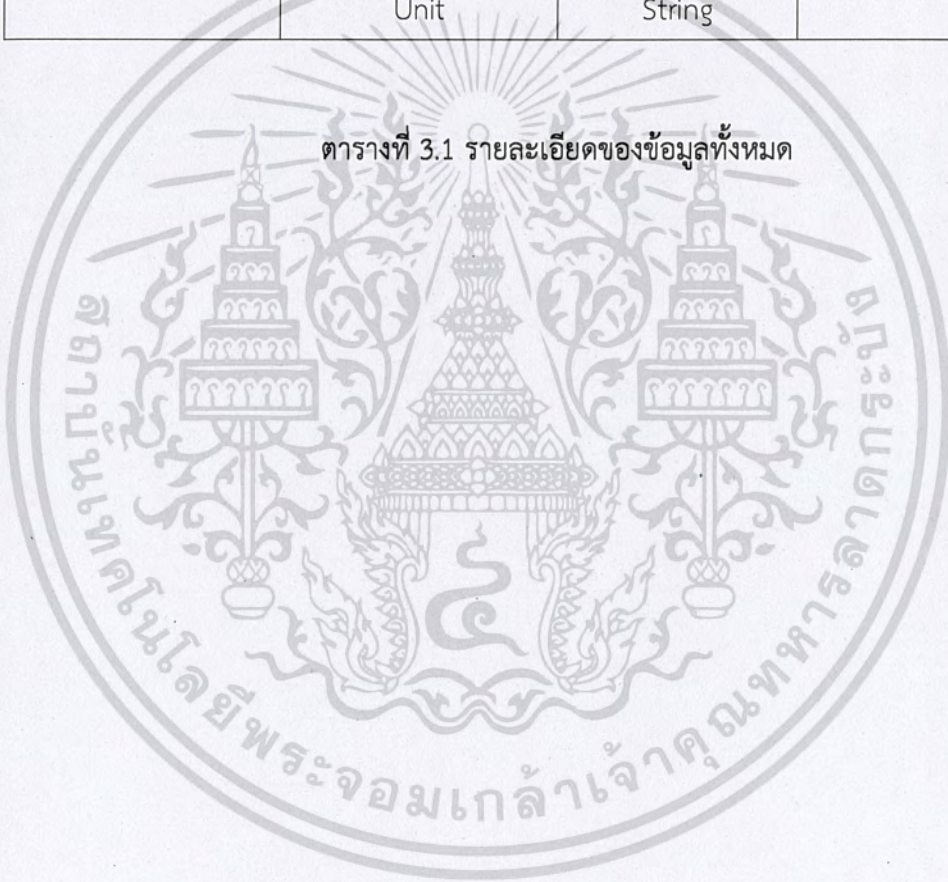 Unit String
ตารางที่ 3.1 รายละเอียดของข้อมูลทั้งหมด
สถาบันเทคโนโลยีพระจอมเกล้าเจ้าคุณทหารลาดกระบัง
๔